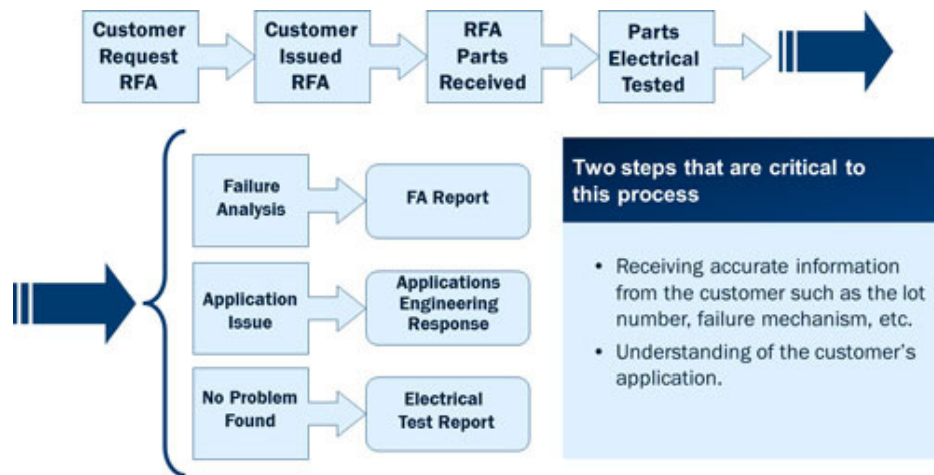 Customer
Request
RFA
Customer
Issued
RFA
RFA
Parts
Received
Parts
Electrical
Tested
Failure
Analysis
FA Report
Application
Issue
Applications
Engineering
Response
No Problem
Found
Electrical
Test Report
Two steps that are critical to
this process
• Receiving accurate information
from the customer such as the lot
number, failure mechanism, etc.
• Understanding of the customer's
application.